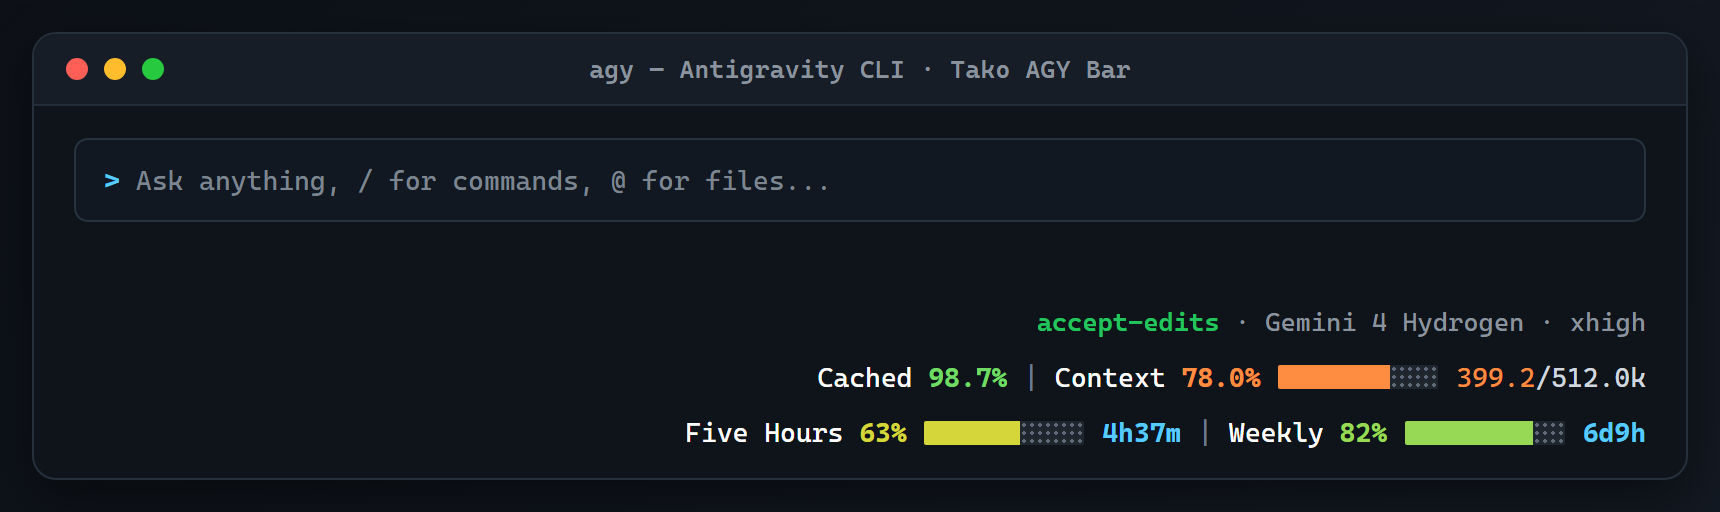 agy — Antigravity CLI · Tako AGY Bar
> Ask anything, / for commands, @ for files...
accept-edits · Gemini 4 Hydrogen · xhigh
Cached 98.7% | Context 78.0% 399.2/512.0k
Five Hours 63% 4h37m | Weekly 82% 6d9h